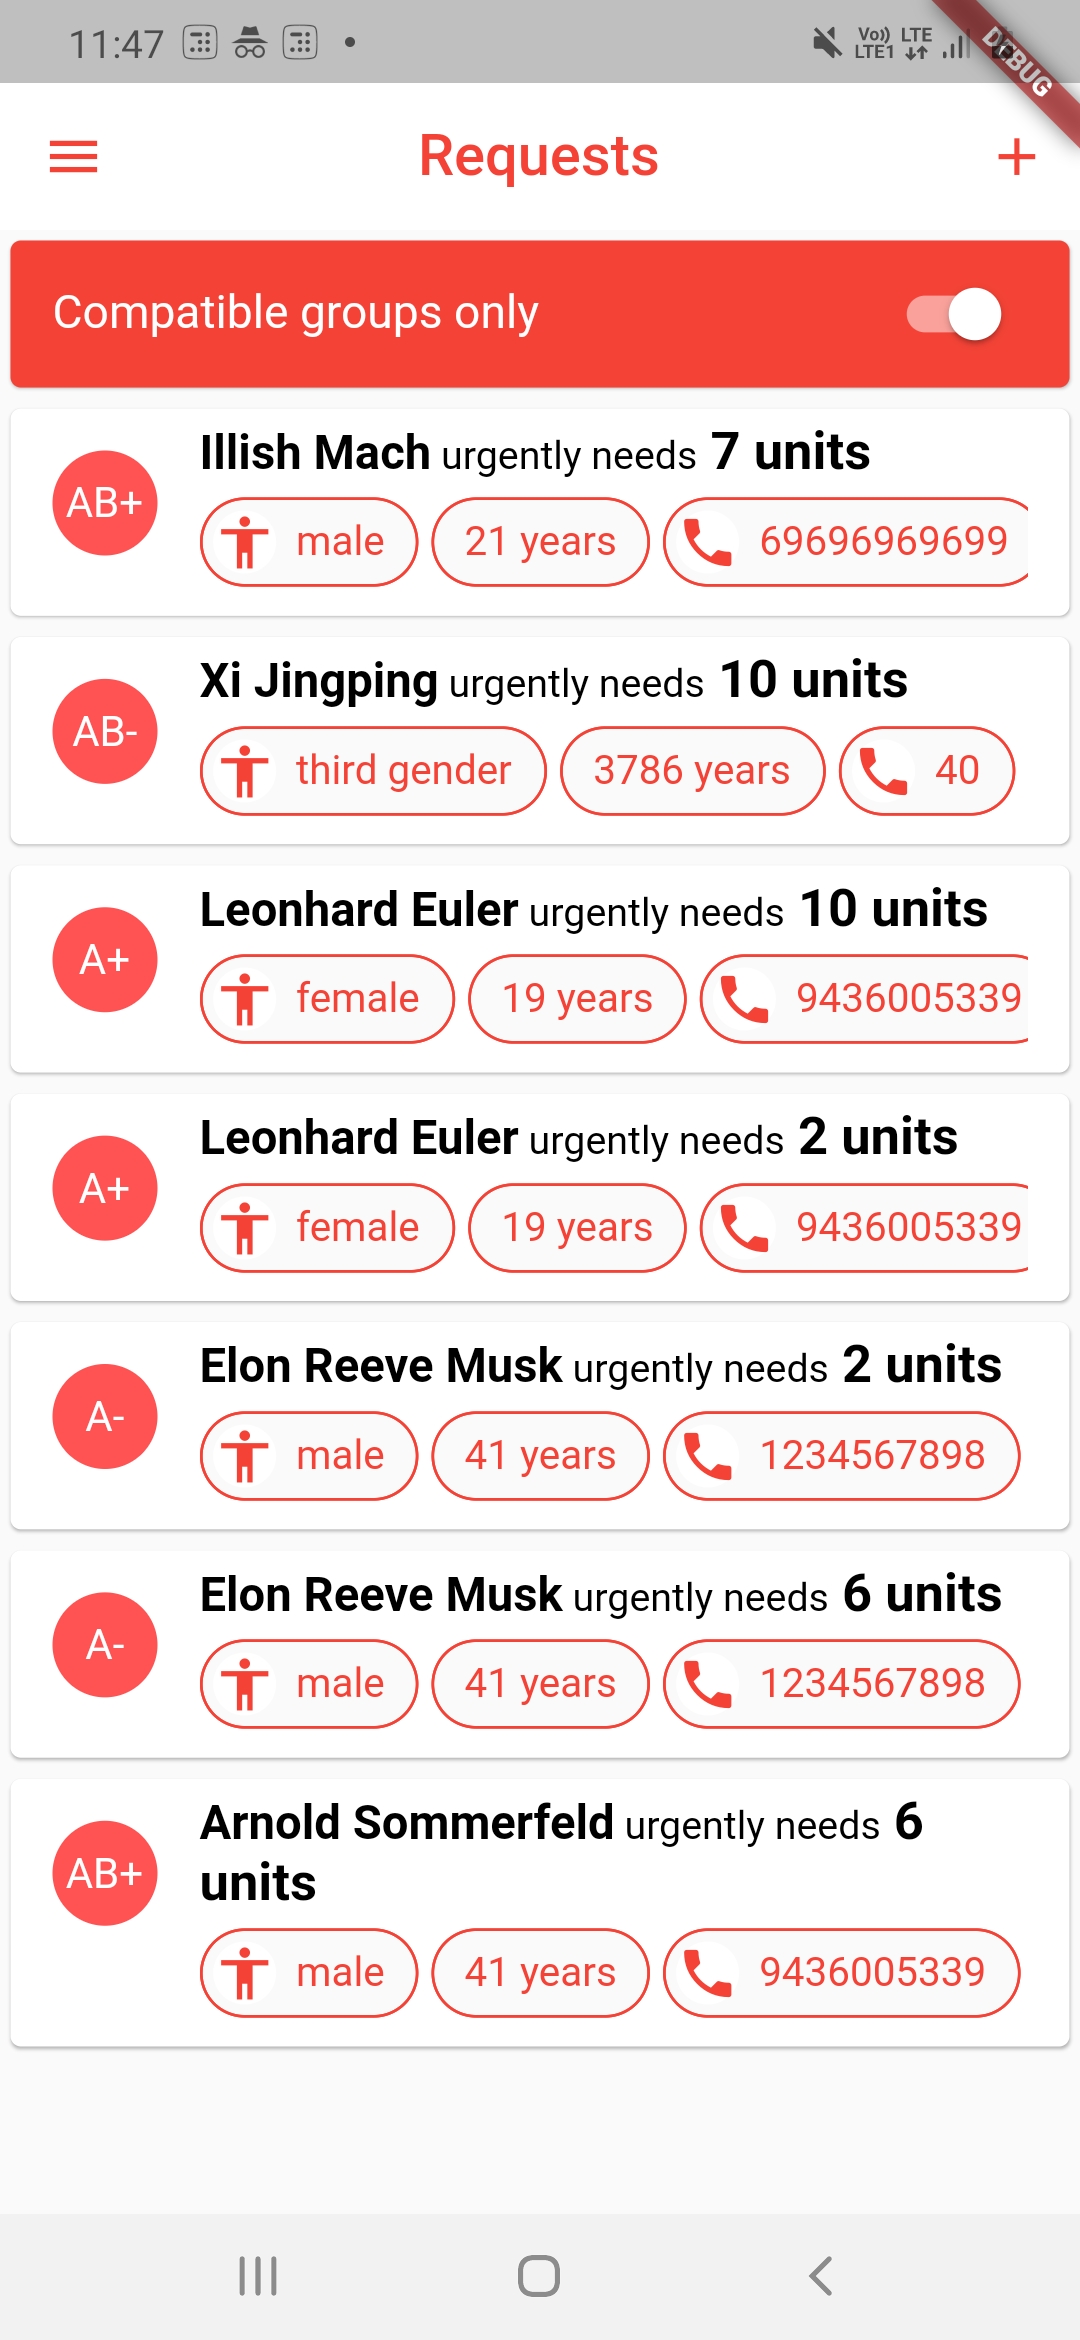 11:47
Vo)) LTE
LTE1
DEBUG
Requests
Compatible groups only
AB+
Illish Mach urgently needs 7 units
male 21 years 69696969699
AB-
Xi Jingping urgently needs 10 units
third gender 3786 years 40
A+
Leonhard Euler urgently needs 10 units
female 19 years 9436005339
A+
Leonhard Euler urgently needs 2 units
female 19 years 9436005339
A-
Elon Reeve Musk urgently needs 2 units
male 41 years 1234567898
A-
Elon Reeve Musk urgently needs 6 units
male 41 years 1234567898
AB+
Arnold Sommerfeld urgently needs 6
units
male 41 years 9436005339